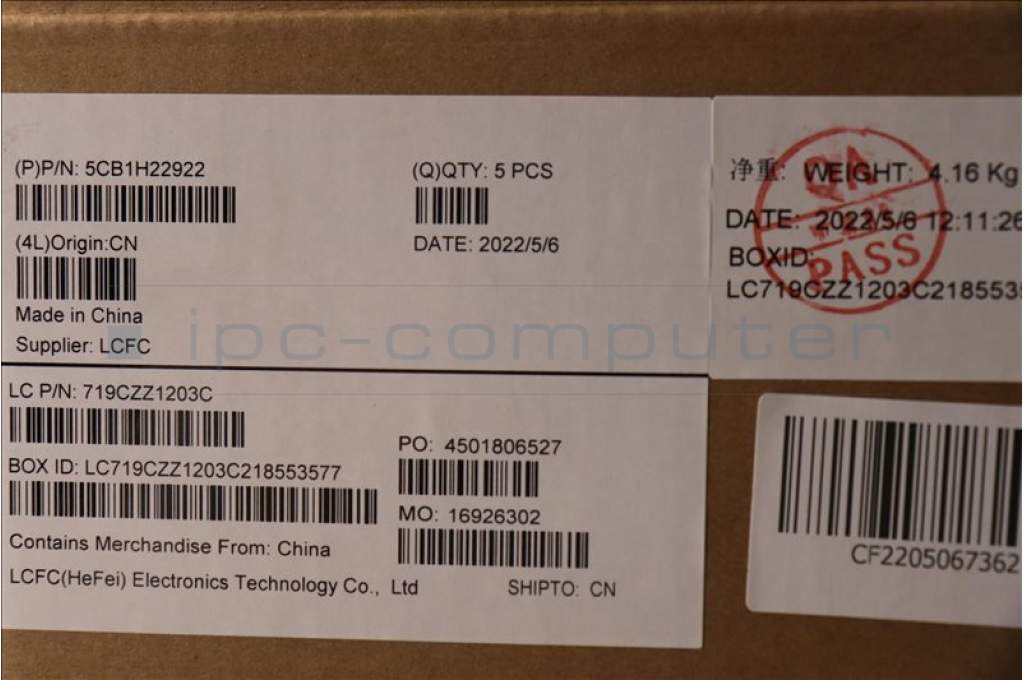 (P)P/N: 5CB1H22922
(Q)QTY: 5 PCS
(4L)Origin:CN
DATE: 2022/5/6
Made in China
Supplier: LCFC
净重: WEIGHT: 4.16 Kg
DATE: 2022/5/6 12:11:26
BOXID:
LC719CZZ1203C218553
QA
PASS
ipc-computer
LC P/N: 719CZZ1203C
PO: 4501806527
BOX ID: LC719CZZ1203C218553577
MO: 16926302
Contains Merchandise From: China
LCFC(HeFei) Electronics Technology Co., Ltd
SHIPTO: CN
CF2205067362